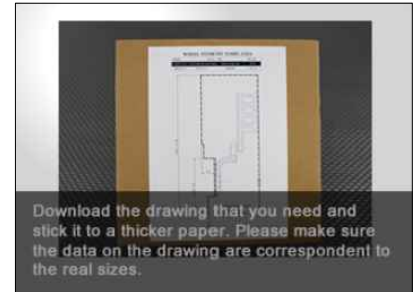 Download the drawing that you need and
stick it to a thicker paper. Please make sure
the data on the drawing are correspondent to
the real sizes.